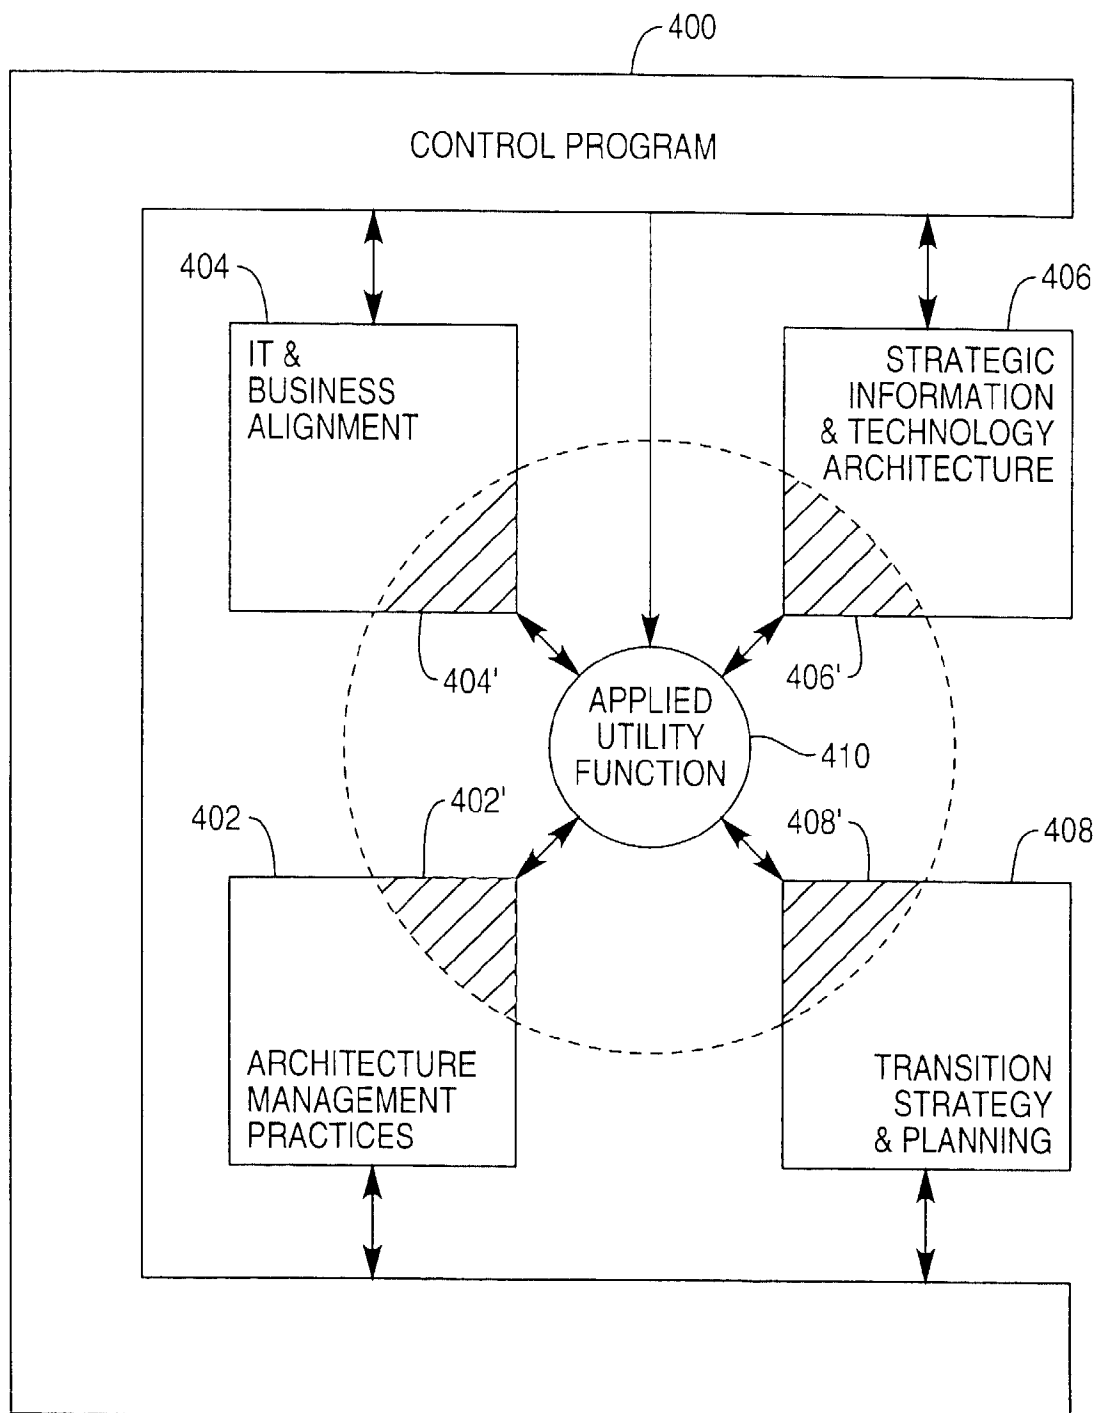 400
CONTROL PROGRAM
404
406
IT &
BUSINESS
ALIGNMENT
STRATEGIC
INFORMATION
& TECHNOLOGY
ARCHITECTURE
404'
406'
APPLIED
UTILITY
FUNCTION
410
402
402'
408'
408
ARCHITECTURE
MANAGEMENT
PRACTICES
TRANSITION
STRATEGY
& PLANNING